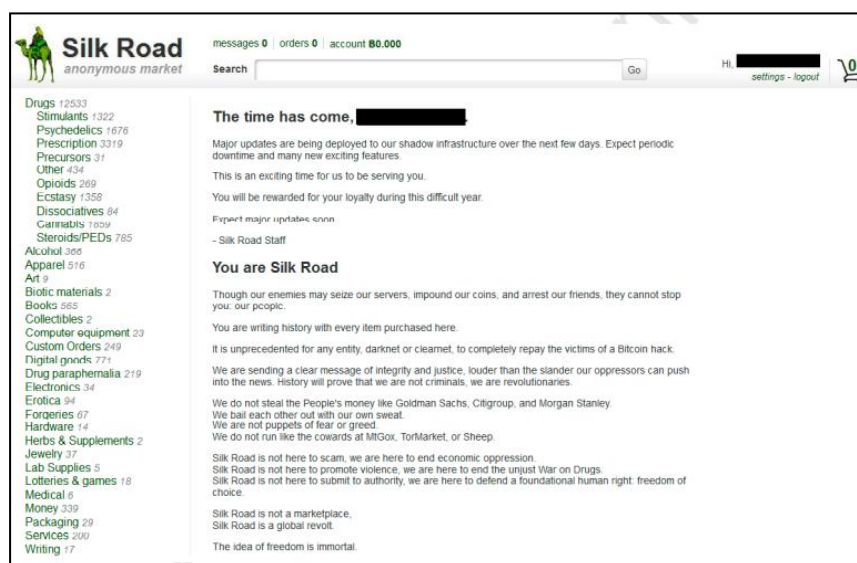 Silk Road
anonymous market
messages 0 | orders 0 | account ฿0.000
Search
Go
Hi,
settings - logout
0
Drugs 12533
Stimulants 1322
Psychedelics 1676
Prescription 3319
Precursors 31
Other 434
Opioids 269
Ecstasy 1358
Dissociatives 84
Cannabis 1859
Steroids/PEDs 785
Alcohol 366
Apparel 516
Art 9
Biotic materials 2
Books 565
Collectibles 2
Computer equipment 23
Custom Orders 249
Digital goods 771
Drug paraphernalia 219
Electronics 34
Erotica 94
Forgeries 67
Hardware 14
Herbs & Supplements 2
Jewelry 37
Lab Supplies 5
Lotteries & games 18
Medical 6
Money 339
Packaging 29
Services 200
Writing 17
The time has come, .
Major updates are being deployed to our shadow infrastructure over the next few days. Expect periodic
downtime and many new exciting features.
This is an exciting time for us to be serving you.
You will be rewarded for your loyalty during this difficult year.
Expect major updates soon
- Silk Road Staff
You are Silk Road
Though our enemies may seize our servers, impound our coins, and arrest our friends, they cannot stop
you: our people.
You are writing history with every item purchased here.
It is unprecedented for any entity, darknet or clearnet, to completely repay the victims of a Bitcoin hack.
We are sending a clear message of integrity and justice, louder than the slander our oppressors can push
into the news. History will prove that we are not criminals, we are revolutionaries.
We do not steal the People's money like Goldman Sachs, Citigroup, and Morgan Stanley.
We bail each other out with our own sweat.
We are not puppets of fear or greed.
We do not run like the cowards at MtGox, TorMarket, or Sheep.
Silk Road is not here to scam, we are here to end economic oppression.
Silk Road is not here to promote violence, we are here to end the unjust War on Drugs.
Silk Road is not here to submit to authority, we are here to defend a foundational human right: freedom of
choice.
Silk Road is not a marketplace,
Silk Road is a global revolt.
The idea of freedom is immortal.